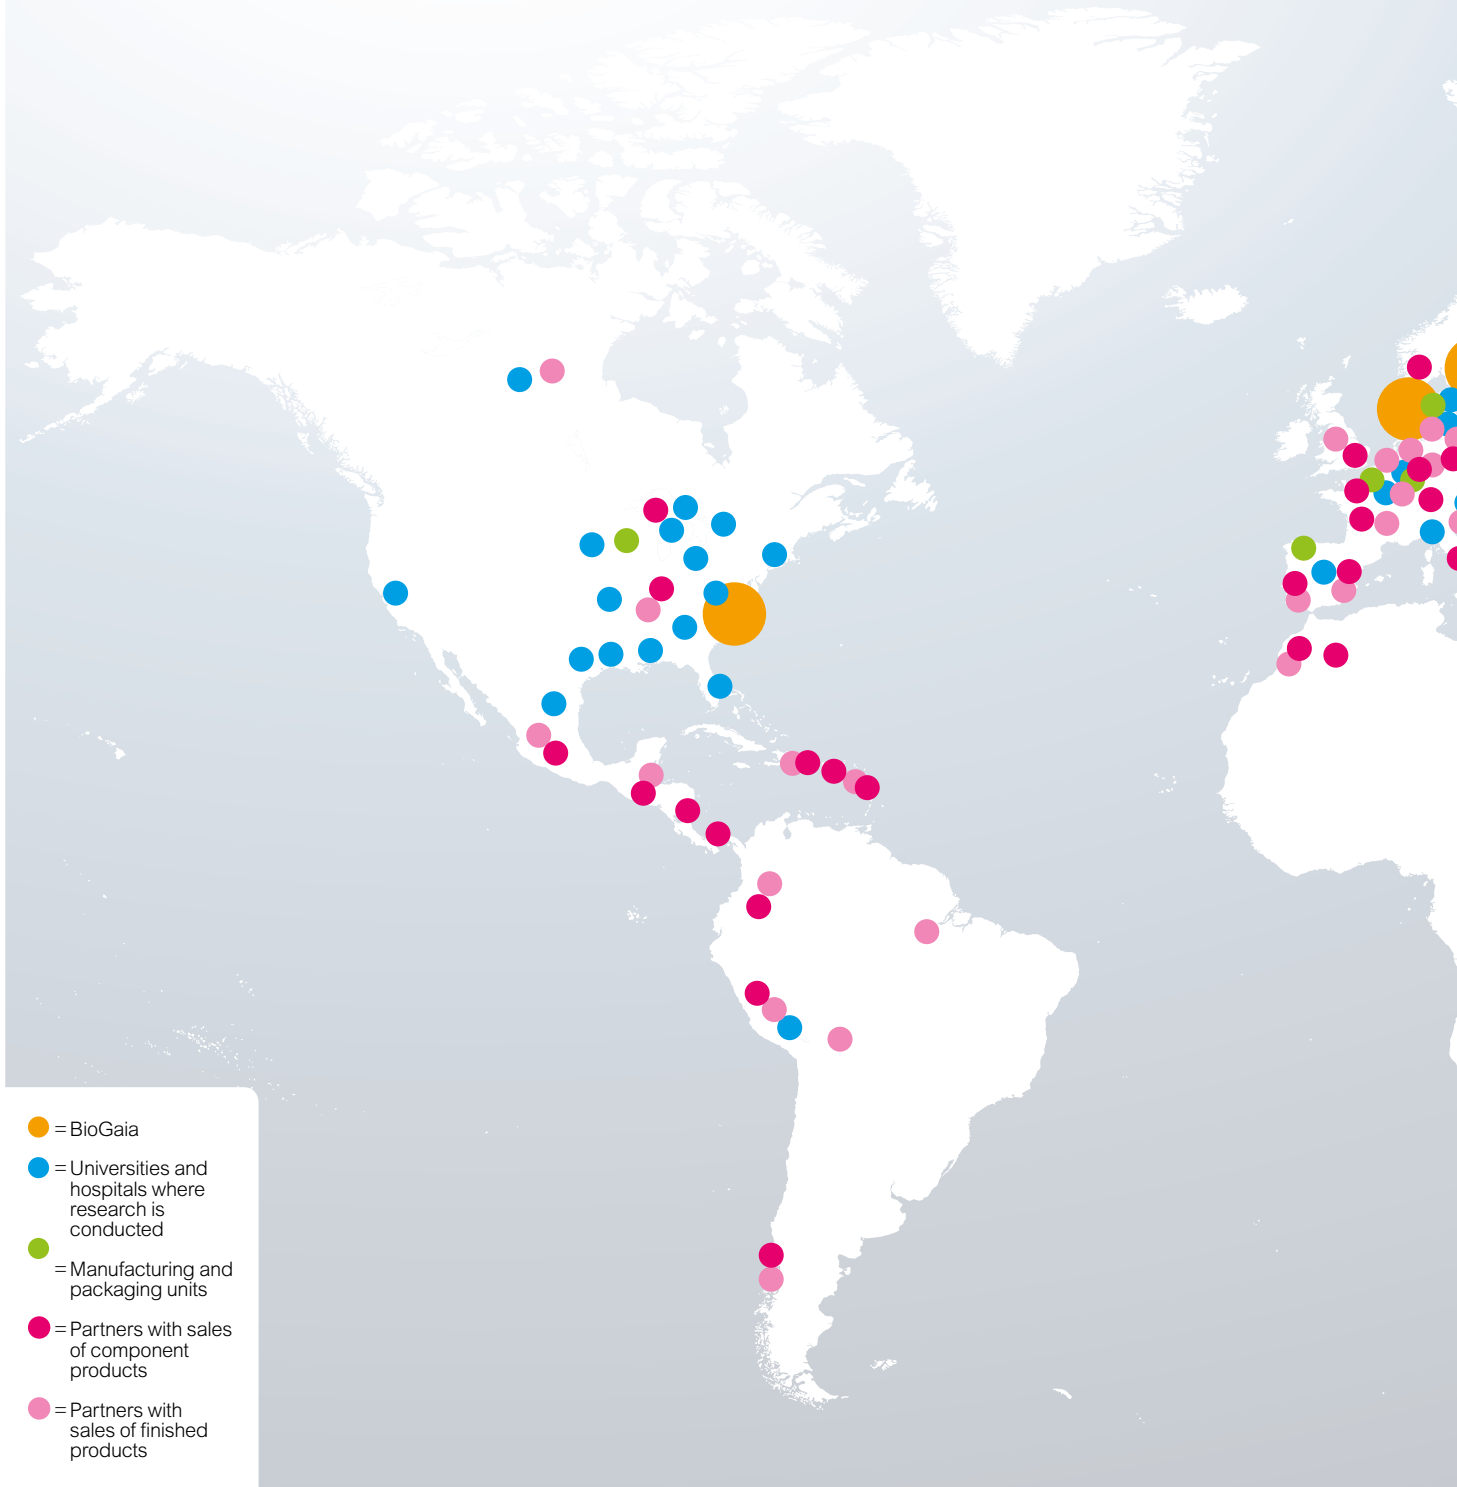 = BioGaia
= Universities and
hospitals where
research is
conducted
= Manufacturing and
packaging units
= Partners with sales
of component
products
= Partners with
sales of finished
products